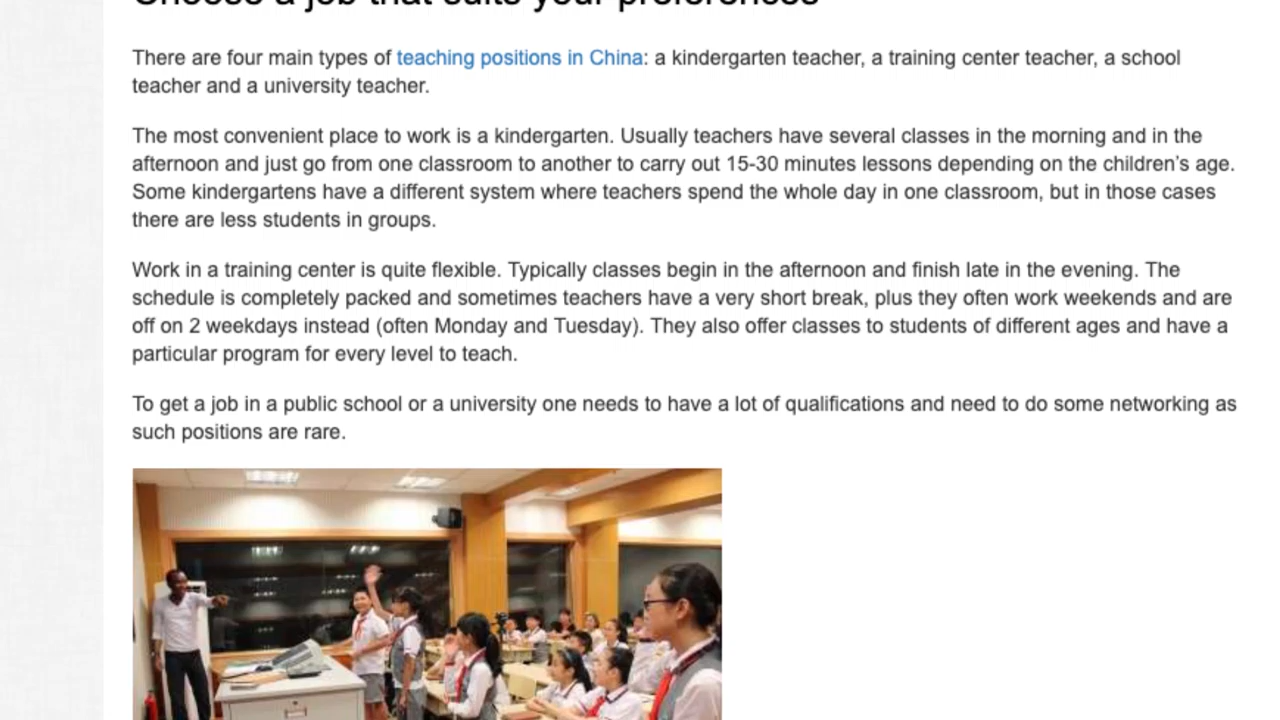 Choose a job that suits your preferences
There are four main types of teaching positions in China: a kindergarten teacher, a training center teacher, a school
teacher and a university teacher.
The most convenient place to work is a kindergarten. Usually teachers have several classes in the morning and in the
afternoon and just go from one classroom to another to carry out 15-30 minutes lessons depending on the children’s age.
Some kindergartens have a different system where teachers spend the whole day in one classroom, but in those cases
there are less students in groups.
Work in a training center is quite flexible. Typically classes begin in the afternoon and finish late in the evening. The
schedule is completely packed and sometimes teachers have a very short break, plus they often work weekends and are
off on 2 weekdays instead (often Monday and Tuesday). They also offer classes to students of different ages and have a
particular program for every level to teach.
To get a job in a public school or a university one needs to have a lot of qualifications and need to do some networking as
such positions are rare.